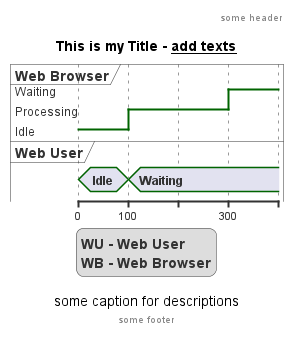 some header
This is my Title - add texts
Web Browser
Waiting
Processing
Idle
Web User
Idle Waiting
0 100 300
WU - Web User
WB - Web Browser
some caption for descriptions
some footer